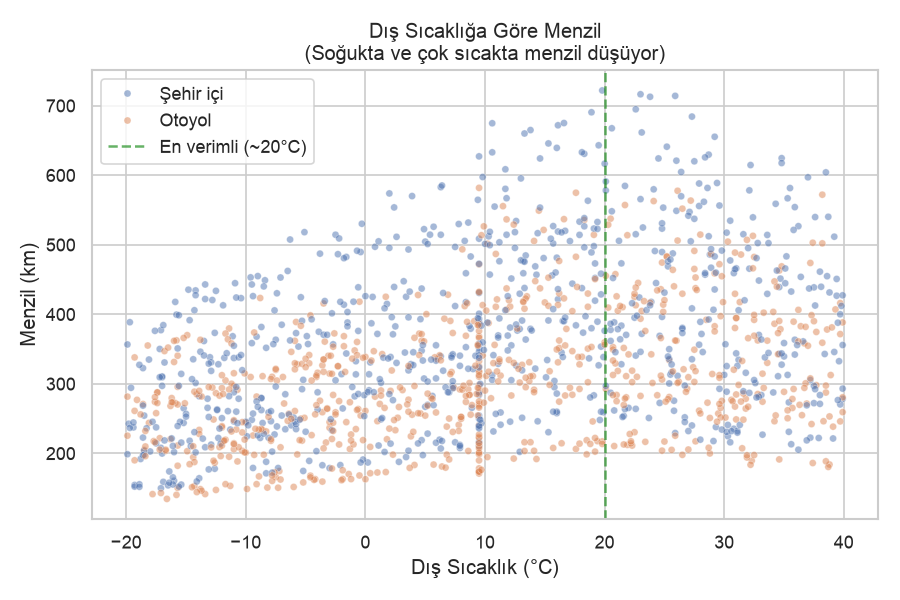 Dış Sıcaklığa Göre Menzil
(Soğukta ve çok sıcakta menzil düşüyor)
Şehir içi
Otoyol
En verimli (~20°C)
Menzil (km)
700
600
500
400
300
200
−20
−10
0
10
20
30
40
Dış Sıcaklık (°C)